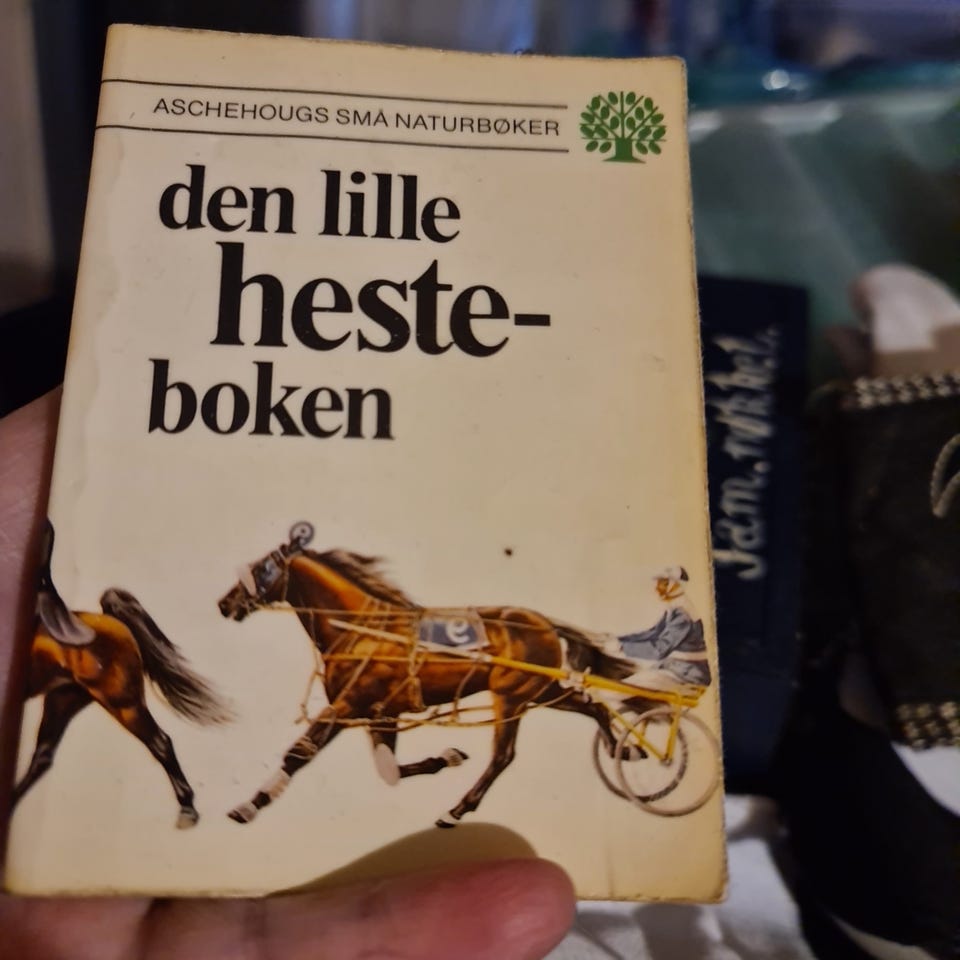 ASCHEHOUGS SMÅ NATURBØKER
den lille
heste-
boken
e